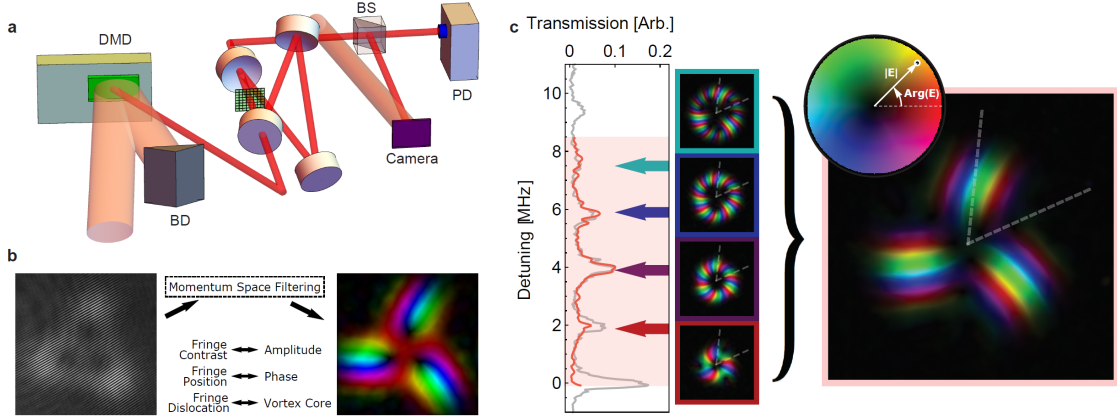 a
DMD
BD
BS
PD
Camera
b
Momentum Space Filtering
Fringe
Contrast
Amplitude
Fringe
Position
Phase
Fringe
Dislocation
Vortex Core
c
Transmission [Arb.]
0
0.1
0.2
Detuning [MHz]
10
8
6
4
2
0
|E|
Arg(E)